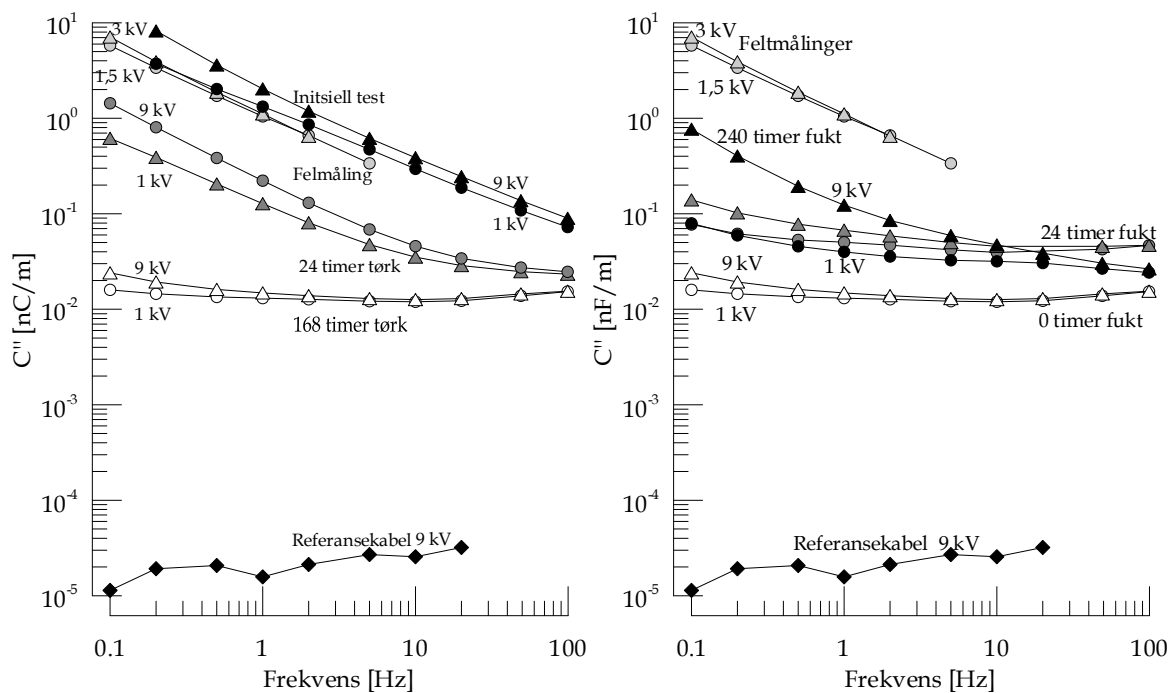 10¹
10⁰
10⁻¹
10⁻²
10⁻³
10⁻⁴
10⁻⁵
C'' [nC/m]
3 kV
1,5 kV
9 kV
1 kV
Initsiell test
Felmåling
9 kV
1 kV
24 timer tørk
9 kV
1 kV
168 timer tørk
Referansekabel 9 kV
0.1
1
10
100
Frekvens [Hz]
10¹
10⁰
10⁻¹
10⁻²
10⁻³
10⁻⁴
10⁻⁵
C'' [nF/m]
3 kV
Feltmålinger
1,5 kV
240 timer fukt
9 kV
24 timer fukt
1 kV
9 kV
1 kV
0 timer fukt
Referansekabel 9 kV
0.1
1
10
100
Frekvens [Hz]